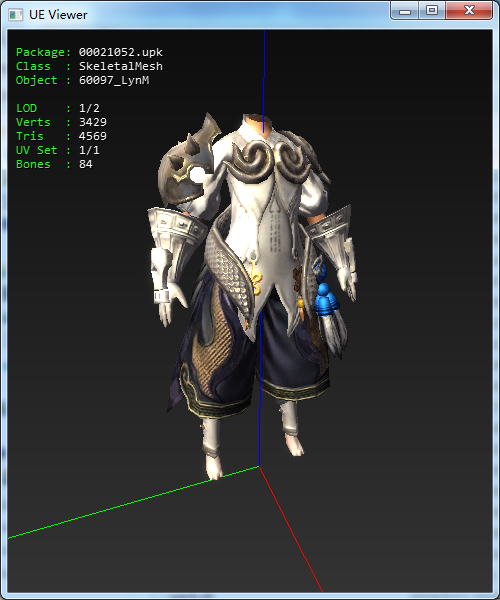 UE Viewer
Package: 00021052.upk
Class : SkeletalMesh
Object : 60097_LynM
LOD : 1/2
Verts : 3429
Tris : 4569
UV Set : 1/1
Bones : 84